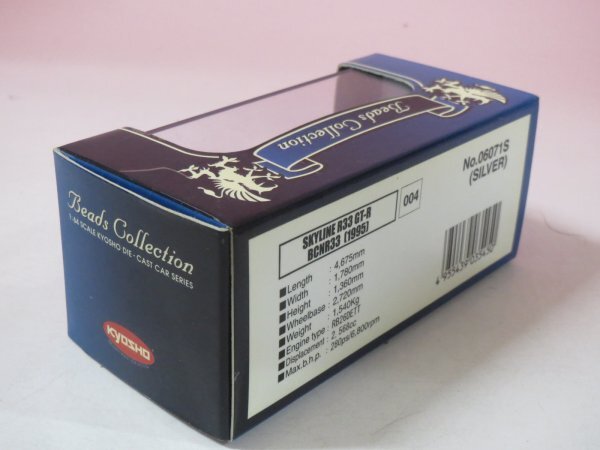 Beads Collection
Beads Collection
1:64 SCALE KYOSHO DIE-CAST CAR SERIES
KYOSHO
No.06071S
(SILVER)
SKYLINE R33 GT-R
BCNR33 (1995)
004
■Length : 4,675mm
■Width : 1,780mm
■Height : 1,360mm
■Wheelbase : 2,720mm
■Weight : 1,540Kg
■Engine type : RB26DETT
■Displacement : 2,568cc
■Max.b.h.p. : 280ps/6,800rpm